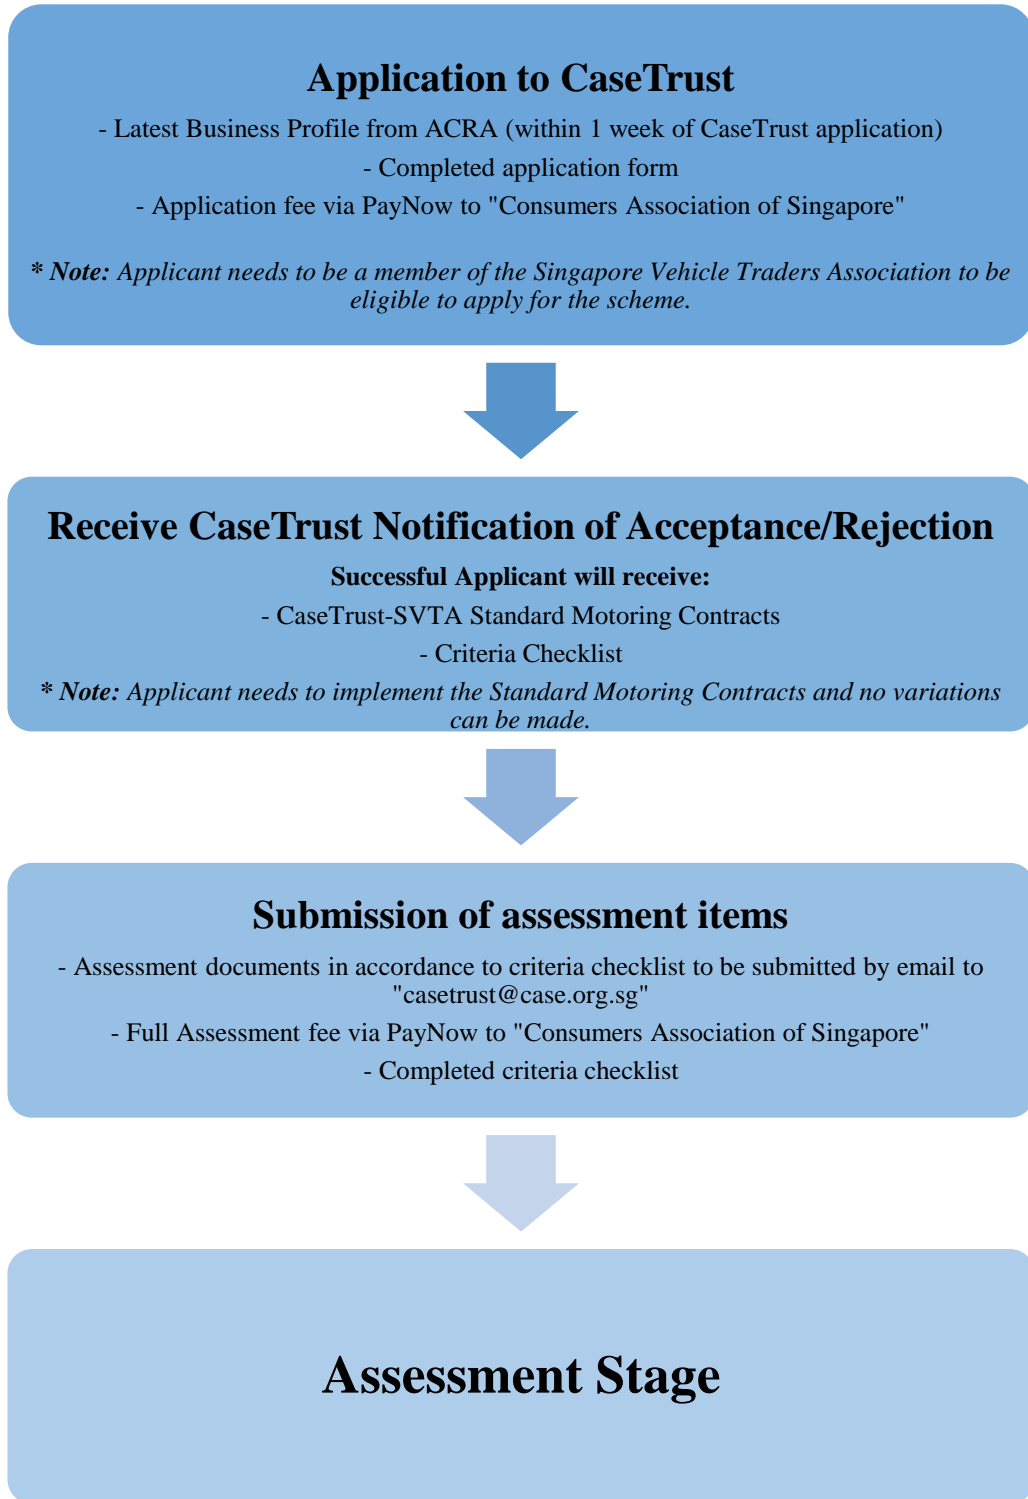 Application to CaseTrust
- Latest Business Profile from ACRA (within 1 week of CaseTrust application)
- Completed application form
- Application fee via PayNow to "Consumers Association of Singapore"
* Note: Applicant needs to be a member of the Singapore Vehicle Traders Association to be
eligible to apply for the scheme.
Receive CaseTrust Notification of Acceptance/Rejection
Successful Applicant will receive:
- CaseTrust-SVTA Standard Motoring Contracts
- Criteria Checklist
* Note: Applicant needs to implement the Standard Motoring Contracts and no variations
can be made.
Submission of assessment items
- Assessment documents in accordance to criteria checklist to be submitted by email to
"casetrust@case.org.sg"
- Full Assessment fee via PayNow to "Consumers Association of Singapore"
- Completed criteria checklist
Assessment Stage